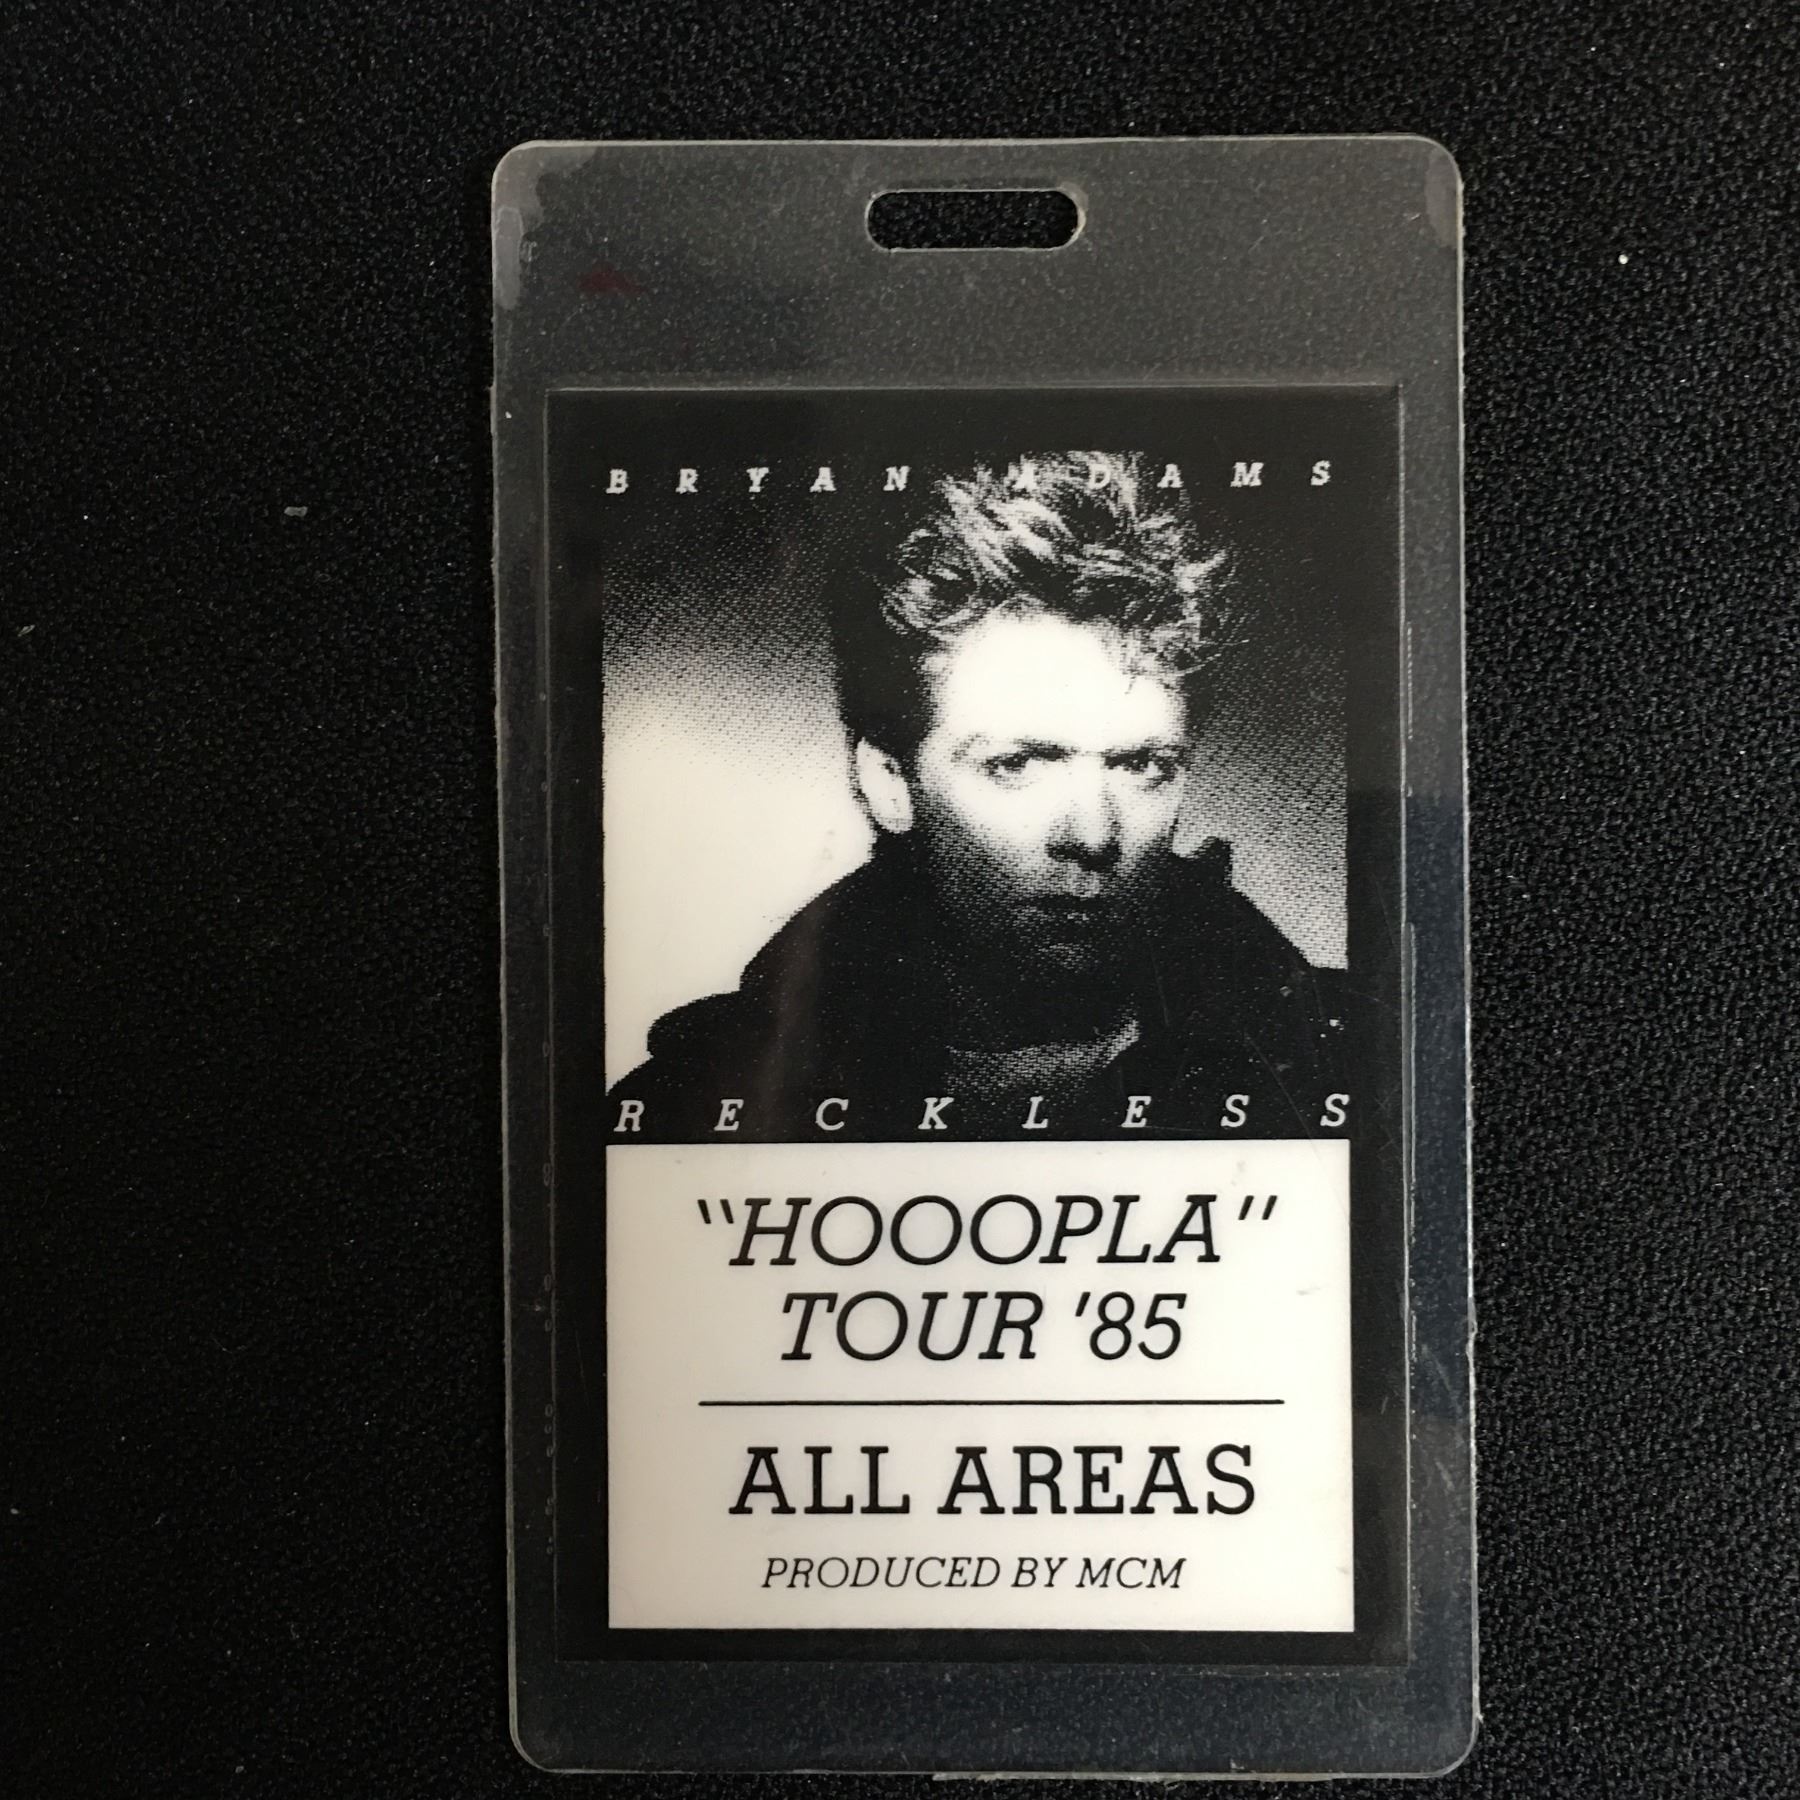 BRYAN ADAMS
RECKLESS
"HOOOPLA"
TOUR '85
ALL AREAS
PRODUCED BY MCM